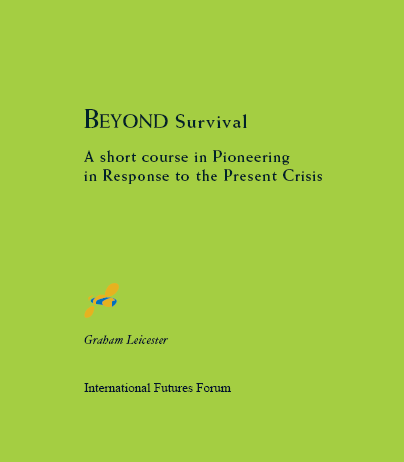 BEYOND Survival
A short course in Pioneering
in Response to the Present Crisis
Graham Leicester
International Futures Forum